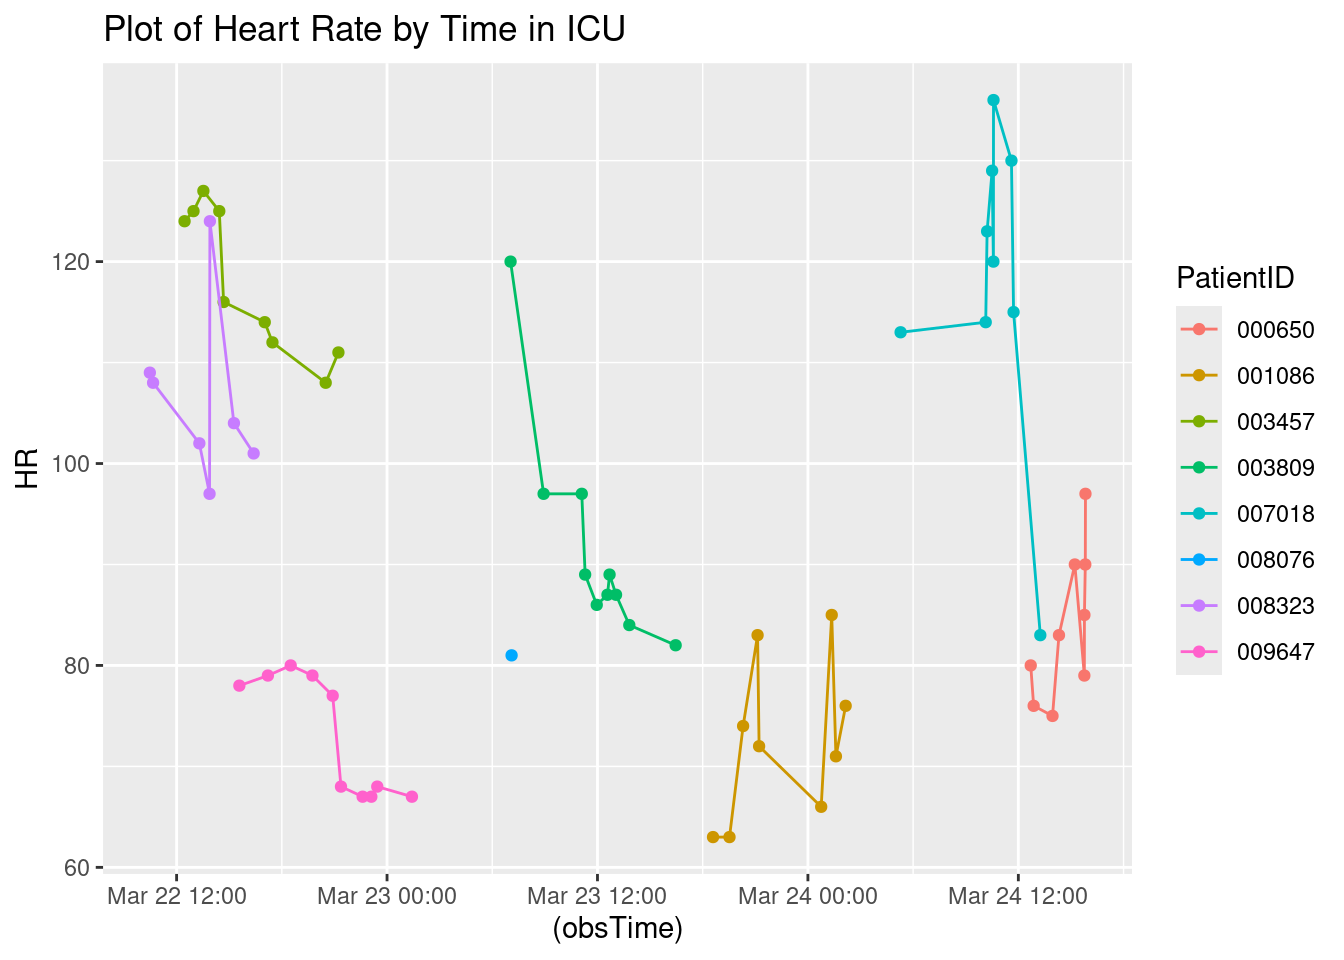 Plot of Heart Rate by Time in ICU
120
100
80
60
HR
Mar 22 12:00
Mar 23 00:00
Mar 23 12:00
Mar 24 00:00
Mar 24 12:00
(obsTime)
PatientID
000650
001086
003457
003809
007018
008076
008323
009647